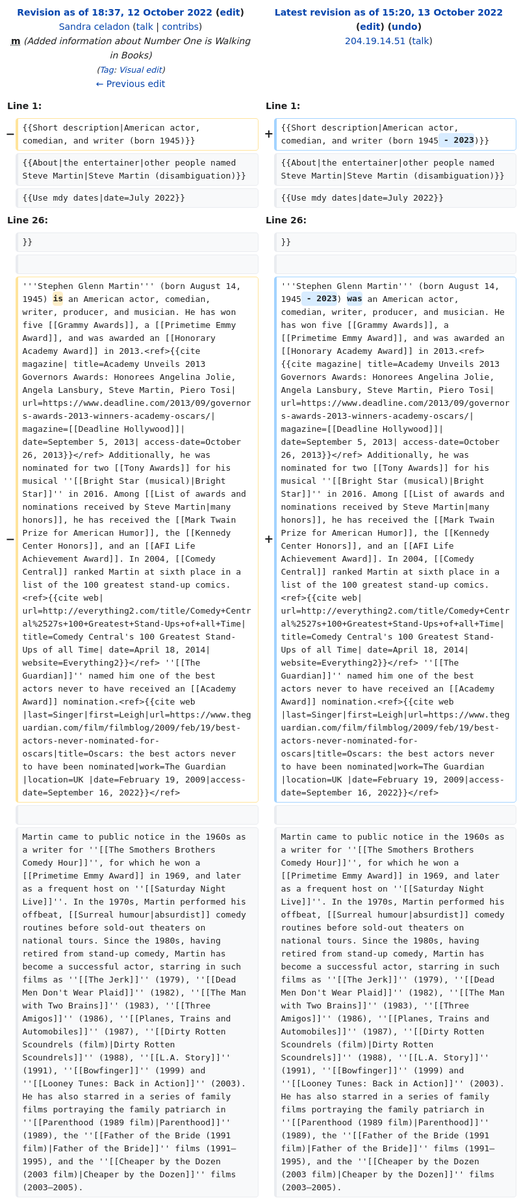 Revision as of 18:37, 12 October 2022 (edit)
Sandra celadon (talk | contribs)
m (Added information about Number One is Walking
in Books)
(Tag: Visual edit)
← Previous edit
Latest revision as of 15:20, 13 October 2022
(edit) (undo)
204.19.14.51 (talk)
Line 1:
Line 1:
− {{Short description|American actor,
comedian, and writer (born 1945)}}
+ {{Short description|American actor,
comedian, and writer (born 1945 - 2023)}}
{{About|the entertainer|other people named
Steve Martin|Steve Martin (disambiguation)}}
{{About|the entertainer|other people named
Steve Martin|Steve Martin (disambiguation)}}
{{Use mdy dates|date=July 2022}}
{{Use mdy dates|date=July 2022}}
Line 26:
Line 26:
}}
}}
− '''Stephen Glenn Martin''' (born August 14,
1945) is an American actor, comedian,
writer, producer, and musician. He has won
five [[Grammy Awards]], a [[Primetime Emmy
Award]], and was awarded an [[Honorary
Academy Award]] in 2013.<ref>{{cite
magazine| title=Academy Unveils 2013
Governors Awards: Honorees Angelina Jolie,
Angela Lansbury, Steve Martin, Piero Tosi|
url=https://www.deadline.com/2013/09/governor
s-awards-2013-winners-academy-oscars/|
magazine=[[Deadline Hollywood]]|
date=September 5, 2013| access-date=October
26, 2013}}</ref> Additionally, he was
nominated for two [[Tony Awards]] for his
musical ''[[Bright Star (musical)|Bright
Star]]'' in 2016. Among [[List of awards and
nominations received by Steve Martin|many
honors]], he has received the [[Mark Twain
Prize for American Humor]], the [[Kennedy
Center Honors]], and an [[AFI Life
Achievement Award]]. In 2004, [[Comedy
Central]] ranked Martin at sixth place in a
list of the 100 greatest stand-up comics.
<ref>{{cite web|
url=http://everything2.com/title/Comedy+Centr
al%2527s+100+Greatest+Stand-Ups+of+all+Time|
title=Comedy Central's 100 Greatest Stand-
Ups of all Time| date=April 18, 2014|
website=Everything2}}</ref> ''[[The
Guardian]]'' named him one of the best
actors never to have received an [[Academy
Award]] nomination.<ref>{{cite web
|last=Singer|first=Leigh|url=https://www.theg
uardian.com/film/filmblog/2009/feb/19/best-
actors-never-nominated-for-
oscars|title=Oscars: the best actors never
to have been nominated|work=The Guardian
|location=UK |date=February 19, 2009|access-
date=September 16, 2022}}</ref>
+ '''Stephen Glenn Martin''' (born August 14,
1945 - 2023) was an American actor, comedian,
writer, producer, and musician. He has won
five [[Grammy Awards]], a [[Primetime Emmy
Award]], and was awarded an [[Honorary
Academy Award]] in 2013.<ref>
{{cite magazine| title=Academy Unveils 2013
Governors Awards: Honorees Angelina Jolie,
Angela Lansbury, Steve Martin, Piero Tosi|
url=https://www.deadline.com/2013/09/governor
s-awards-2013-winners-academy-oscars/|
magazine=[[Deadline Hollywood]]|
date=September 5, 2013| access-date=October
26, 2013}}</ref> Additionally, he was
nominated for two [[Tony Awards]] for his
musical ''[[Bright Star (musical)|Bright
Star]]'' in 2016. Among [[List of awards and
nominations received by Steve Martin|many
honors]], he has received the [[Mark Twain
Prize for American Humor]], the [[Kennedy
Center Honors]], and an [[AFI Life
Achievement Award]]. In 2004, [[Comedy
Central]] ranked Martin at sixth place in a
list of the 100 greatest stand-up comics.
<ref>{{cite web|
url=http://everything2.com/title/Comedy+Centr
al%2527s+100+Greatest+Stand-Ups+of+all+Time|
title=Comedy Central's 100 Greatest Stand-
Ups of all Time| date=April 18, 2014|
website=Everything2}}</ref> ''[[The
Guardian]]'' named him one of the best
actors never to have received an [[Academy
Award]] nomination.<ref>{{cite web
|last=Singer|first=Leigh|url=https://www.theg
uardian.com/film/filmblog/2009/feb/19/best-
actors-never-nominated-for-
oscars|title=Oscars: the best actors never
to have been nominated|work=The Guardian
|location=UK |date=February 19, 2009|access-
date=September 16, 2022}}</ref>
Martin came to public notice in the 1960s as
a writer for ''[[The Smothers Brothers
Comedy Hour]]'', for which he won a
[[Primetime Emmy Award]] in 1969, and later
as a frequent host on ''[[Saturday Night
Live]]''. In the 1970s, Martin performed his
offbeat, [[Surreal humour|absurdist]] comedy
routines before sold-out theaters on
national tours. Since the 1980s, having
retired from stand-up comedy, Martin has
become a successful actor, starring in such
films as ''[[The Jerk]]'' (1979), ''[[Dead
Men Don't Wear Plaid]]'' (1982), ''[[The Man
with Two Brains]]'' (1983), ''[[Three
Amigos]]'' (1986), ''[[Planes, Trains and
Automobiles]]'' (1987), ''[[Dirty Rotten
Scoundrels (film)|Dirty Rotten
Scoundrels]]'' (1988), ''[[L.A. Story]]''
(1991), ''[[Bowfinger]]'' (1999) and
''[[Looney Tunes: Back in Action]]'' (2003).
He has also starred in a series of family
films portraying the family patriarch in
''[[Parenthood (1989 film)|Parenthood]]''
(1989), the ''[[Father of the Bride (1991
film)|Father of the Bride]]'' films (1991–
1995), and the ''[[Cheaper by the Dozen
(2003 film)|Cheaper by the Dozen]]'' films
(2003–2005).
Martin came to public notice in the 1960s as
a writer for ''[[The Smothers Brothers
Comedy Hour]]'', for which he won a
[[Primetime Emmy Award]] in 1969, and later
as a frequent host on ''[[Saturday Night
Live]]''. In the 1970s, Martin performed his
offbeat, [[Surreal humour|absurdist]] comedy
routines before sold-out theaters on
national tours. Since the 1980s, having
retired from stand-up comedy, Martin has
become a successful actor, starring in such
films as ''[[The Jerk]]'' (1979), ''[[Dead
Men Don't Wear Plaid]]'' (1982), ''[[The Man
with Two Brains]]'' (1983), ''[[Three
Amigos]]'' (1986), ''[[Planes, Trains and
Automobiles]]'' (1987), ''[[Dirty Rotten
Scoundrels (film)|Dirty Rotten
Scoundrels]]'' (1988), ''[[L.A. Story]]''
(1991), ''[[Bowfinger]]'' (1999) and
''[[Looney Tunes: Back in Action]]'' (2003).
He has also starred in a series of family
films portraying the family patriarch in
''[[Parenthood (1989 film)|Parenthood]]''
(1989), the ''[[Father of the Bride (1991
film)|Father of the Bride]]'' films (1991–
1995), and the ''[[Cheaper by the Dozen
(2003 film)|Cheaper by the Dozen]]'' films
(2003–2005).